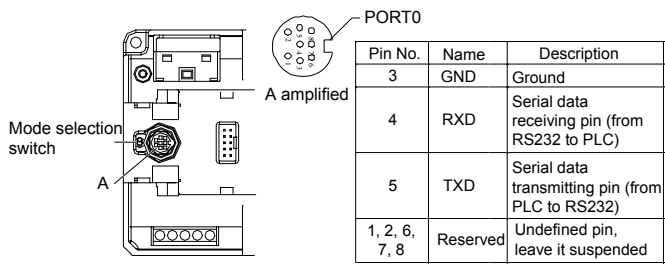 PORT0
A amplified
Mode selection
switch
A
Pin No. Name Description
3 GND Ground
4 RXD Serial data
receiving pin (from
RS232 to PLC)
5 TXD Serial data
transmitting pin (from
PLC to RS232)
1, 2, 6,
7, 8 Reserved Undefined pin,
leave it suspended